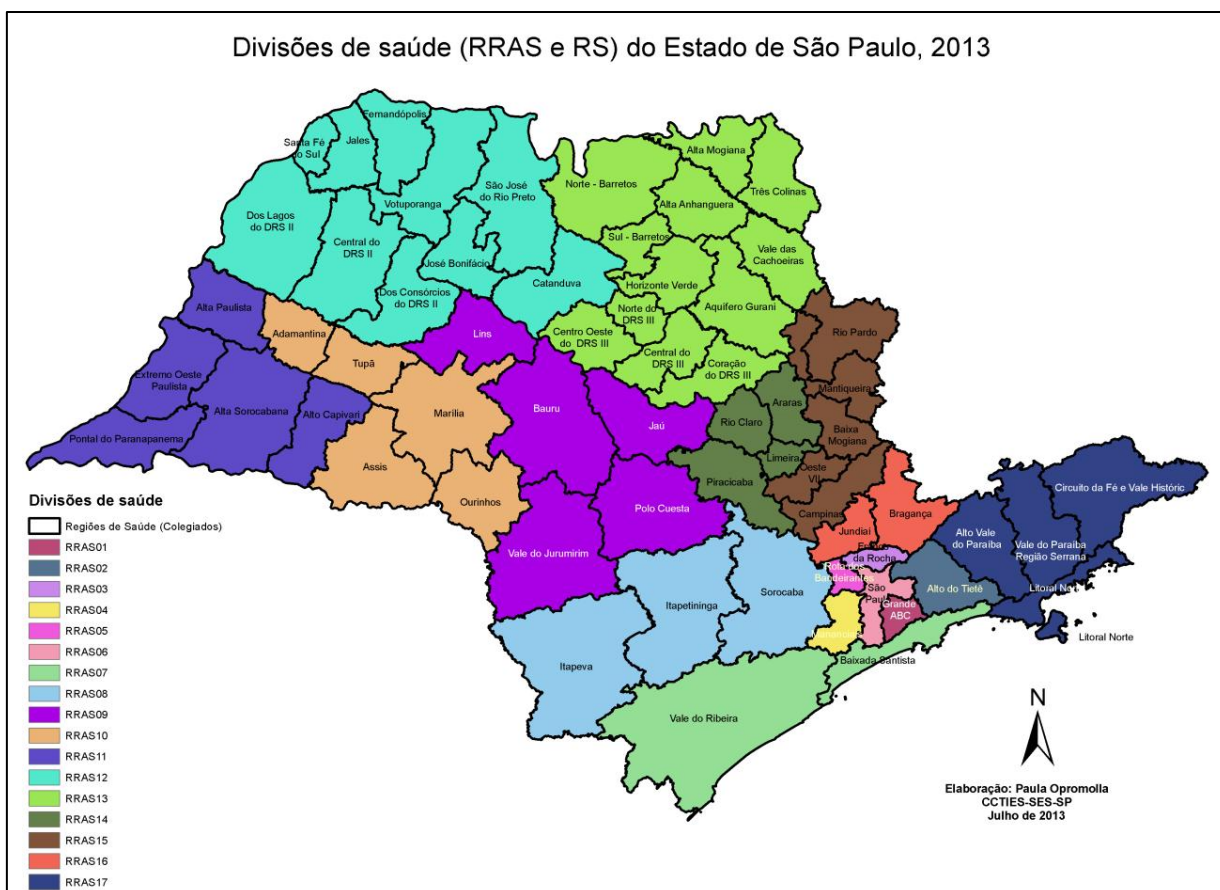 Divisões de saúde (RRAS e RS) do Estado de São Paulo, 2013
Fernandópolis
Santa Fé
do Sul
Jales
Votuporanga
São José
do Rio Preto
Dos Lagos
do DRS II
Central do
DRS II
José Bonifácio
Dos Consórcios
do DRS II
Catanduva
Norte - Barretos
Alta Mogiana
Três Colinas
Alta Anhanguera
Sul - Barretos
Vale das
Cachoeiras
Horizonte Verde
Aquífero Gurani
Norte do
DRS III
Centro Oeste
do DRS III
Central do
DRS III
Coração
do DRS III
Alta Paulista
Adamantina
Tupã
Lins
Extremo Oeste
Paulista
Alta Sorocabana
Alto Capivari
Pontal do Paranapanema
Marília
Assis
Ourinhos
Bauru
Jaú
Polo Cuesta
Vale do Jurumirim
Rio Pardo
Mantiqueira
Baixa
Mogiana
Araras
Rio Claro
Limeira
Piracicaba
Oeste
VII
Campinas
Jundiaí
Bragança
da Rocha
Rota dos
Bandeirantes
São
Grande
ABC
Mananciais
Alto do Tietê
Alto Vale
do Paraíba
Vale do Paraíba
Região Serrana
Circuito da Fé e Vale Históric
Litoral Norte
Litoral Norte
Baixada Santista
Sorocaba
Itapetininga
Itapeva
Vale do Ribeira
Divisões de saúde
Regiões de Saúde (Colegiados)
RRAS01
RRAS02
RRAS03
RRAS04
RRAS05
RRAS06
RRAS07
RRAS08
RRAS09
RRAS10
RRAS11
RRAS12
RRAS13
RRAS14
RRAS15
RRAS16
RRAS17
N
Elaboração: Paula Opromolla
CCTIES-SES-SP
Julho de 2013